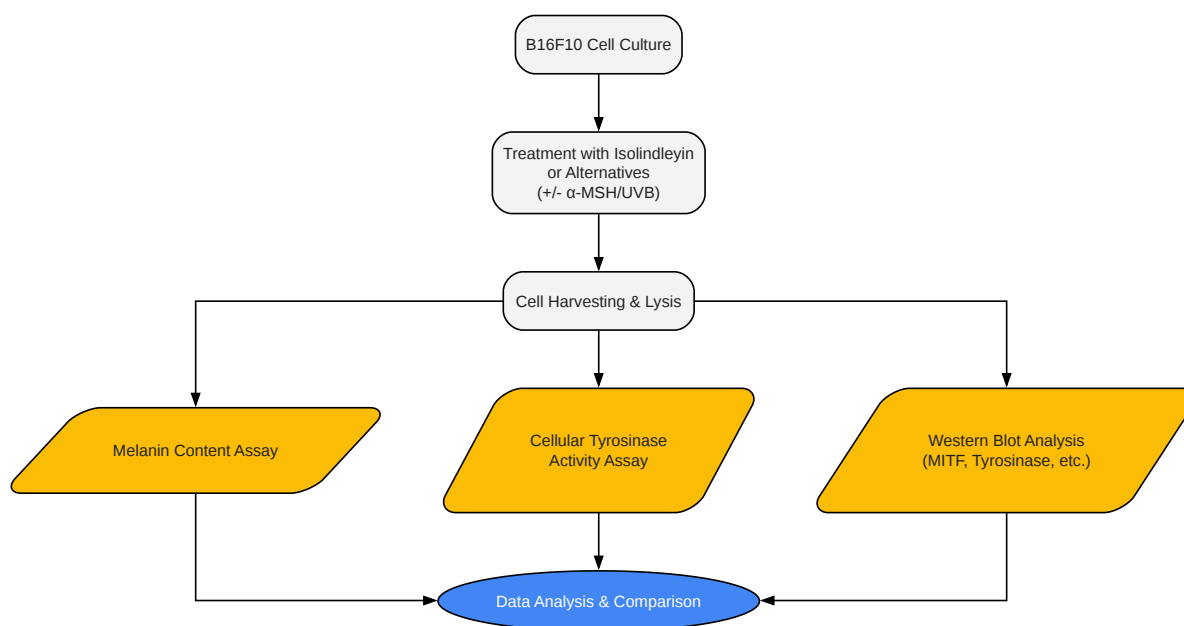 B16F10 Cell Culture
Treatment with Isolindleyin
or Alternatives
(+/- α-MSH/UVB)
Cell Harvesting & Lysis
Melanin Content Assay
Cellular Tyrosinase
Activity Assay
Western Blot Analysis
(MITF, Tyrosinase, etc.)
Data Analysis & Comparison